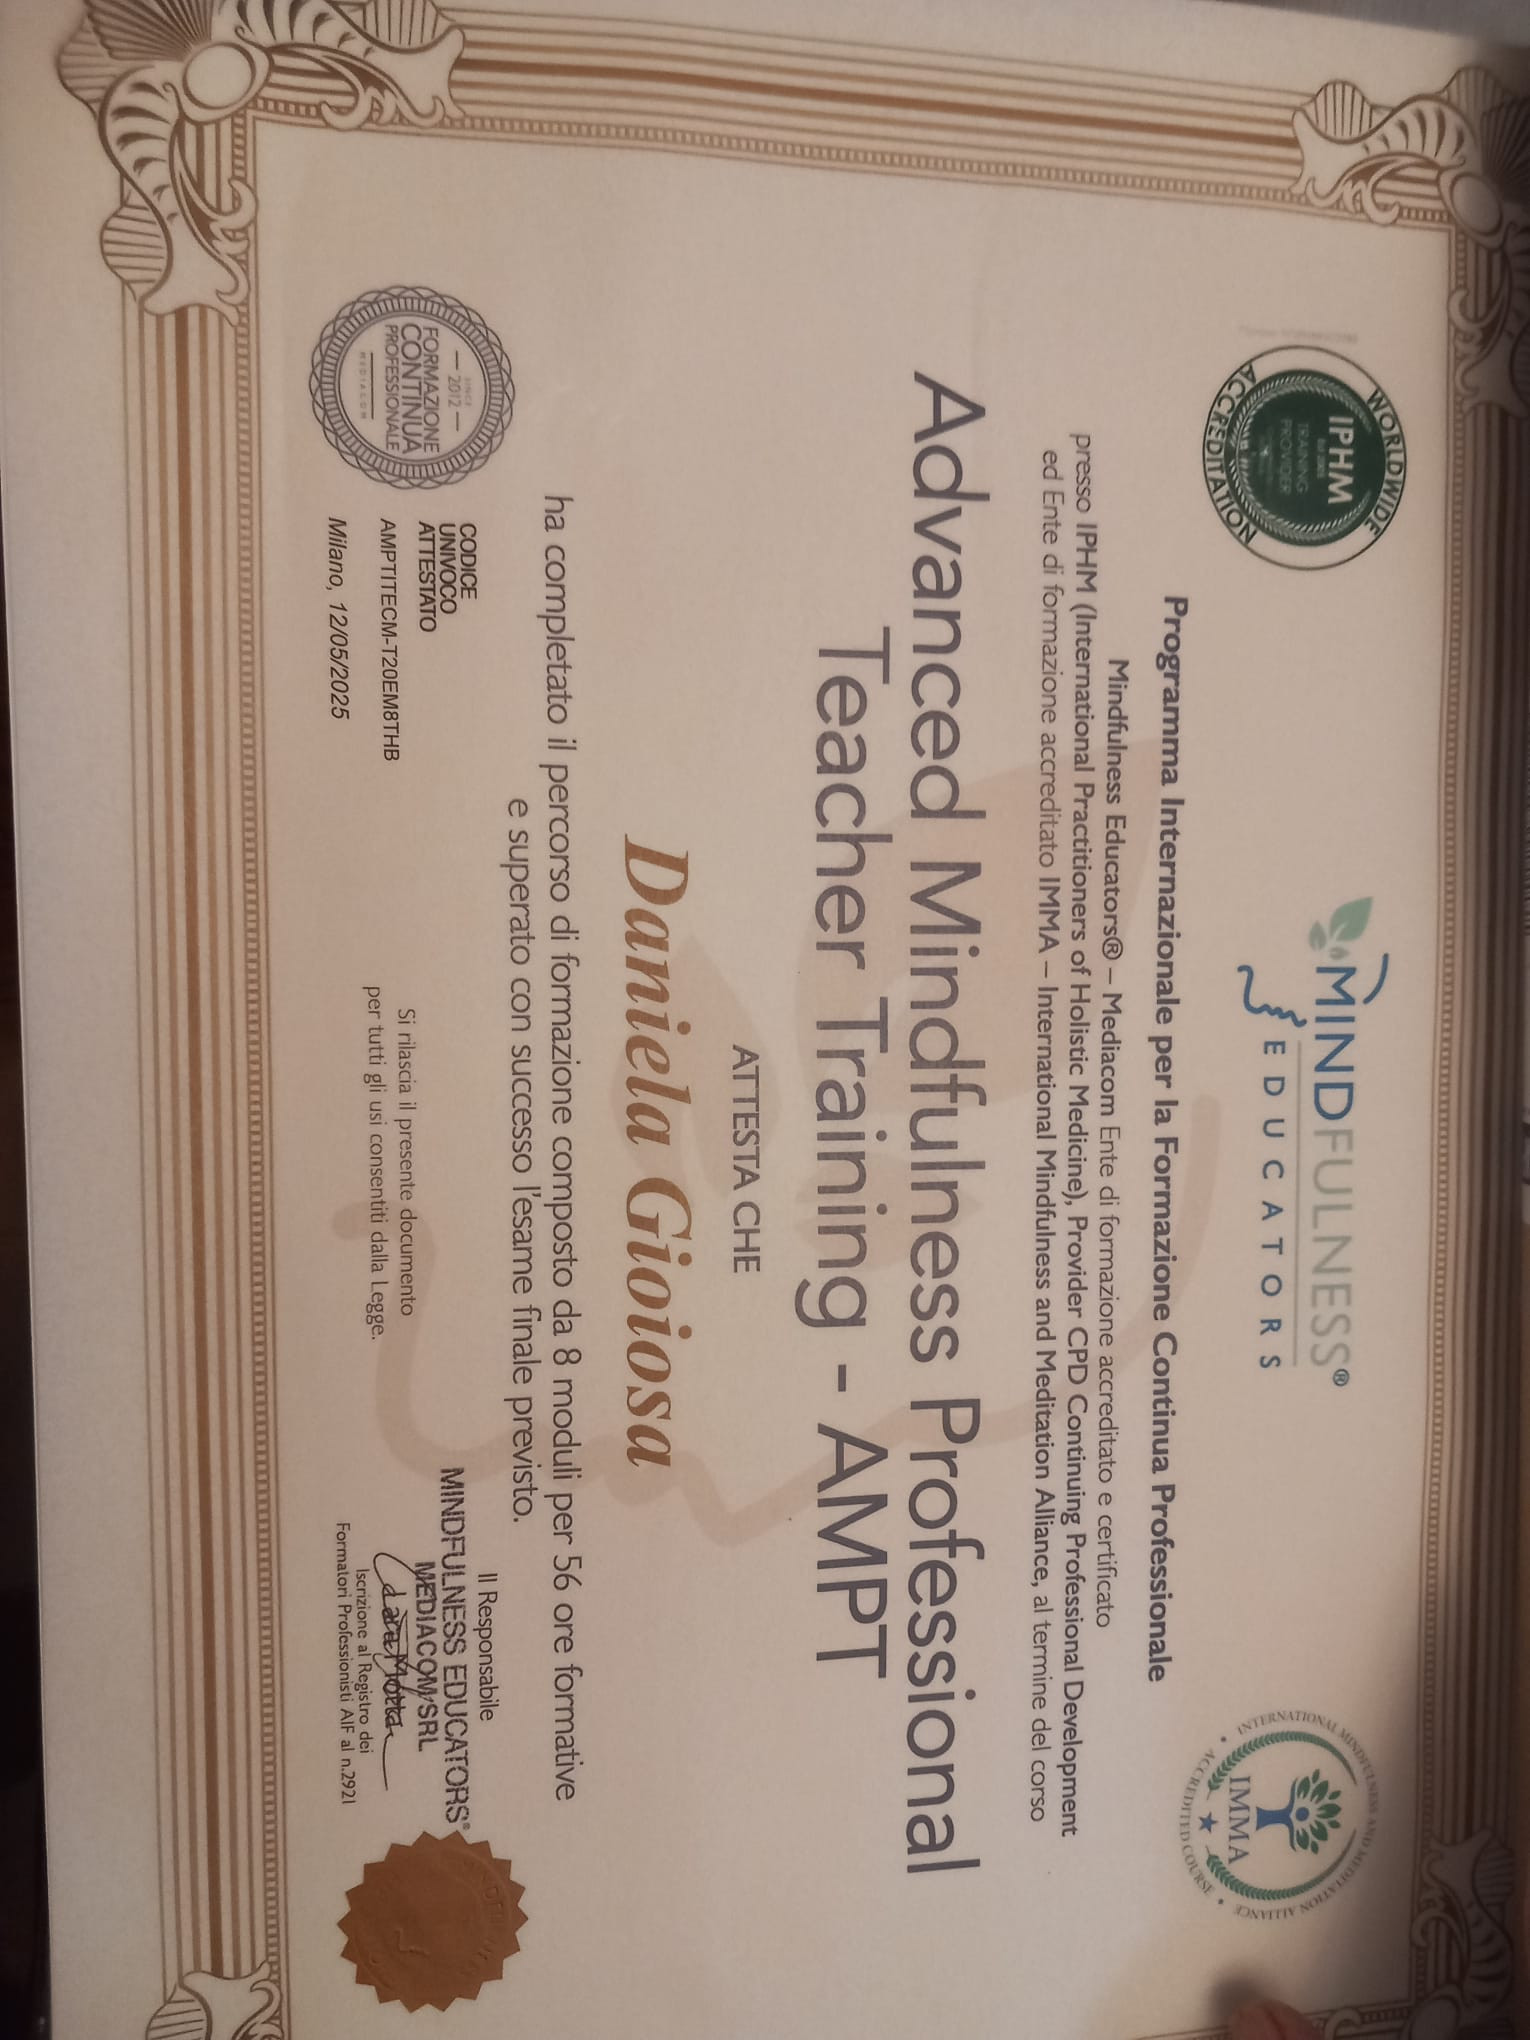 MINDFULNESS®
EDUCATORS
WORLDWIDE
IPHM
TRAINING
PROVIDER
ACCREDITATION
INTERNATIONAL MINDFULNESS AND MEDITATION ALLIANCE
IMMA
ACCREDITED COURSE
Programma Internazionale per la Formazione Continua Professionale
Mindfulness Educators® – Mediacom Ente di formazione accreditato e certificato
presso IPHM (International Practitioners of Holistic Medicine), Provider CPD Continuing Professional Development
ed Ente di formazione accreditato IMMA – International Mindfulness and Meditation Alliance, al termine del corso
Advanced Mindfulness Professional
Teacher Training - AMPT
ATTESTA CHE
Daniela Gioiosa
ha completato il percorso di formazione composto da 8 moduli per 56 ore formative
e superato con successo l'esame finale previsto.
SINCE
— 2012 —
FORMAZIONE
CONTINUA
PROFESSIONALE
MEDIACOM
CODICE
UNIVOCO
ATTESTATO
AMPTITECM-T20EM8THB
Milano, 12/05/2025
Si rilascia il presente documento
per tutti gli usi consentiti dalla Legge.
Il Responsabile
MINDFULNESS EDUCATORS®
MEDIACOM SRL
Iscrizione al Registro dei
Formatori Professionisti AIF al n.2921